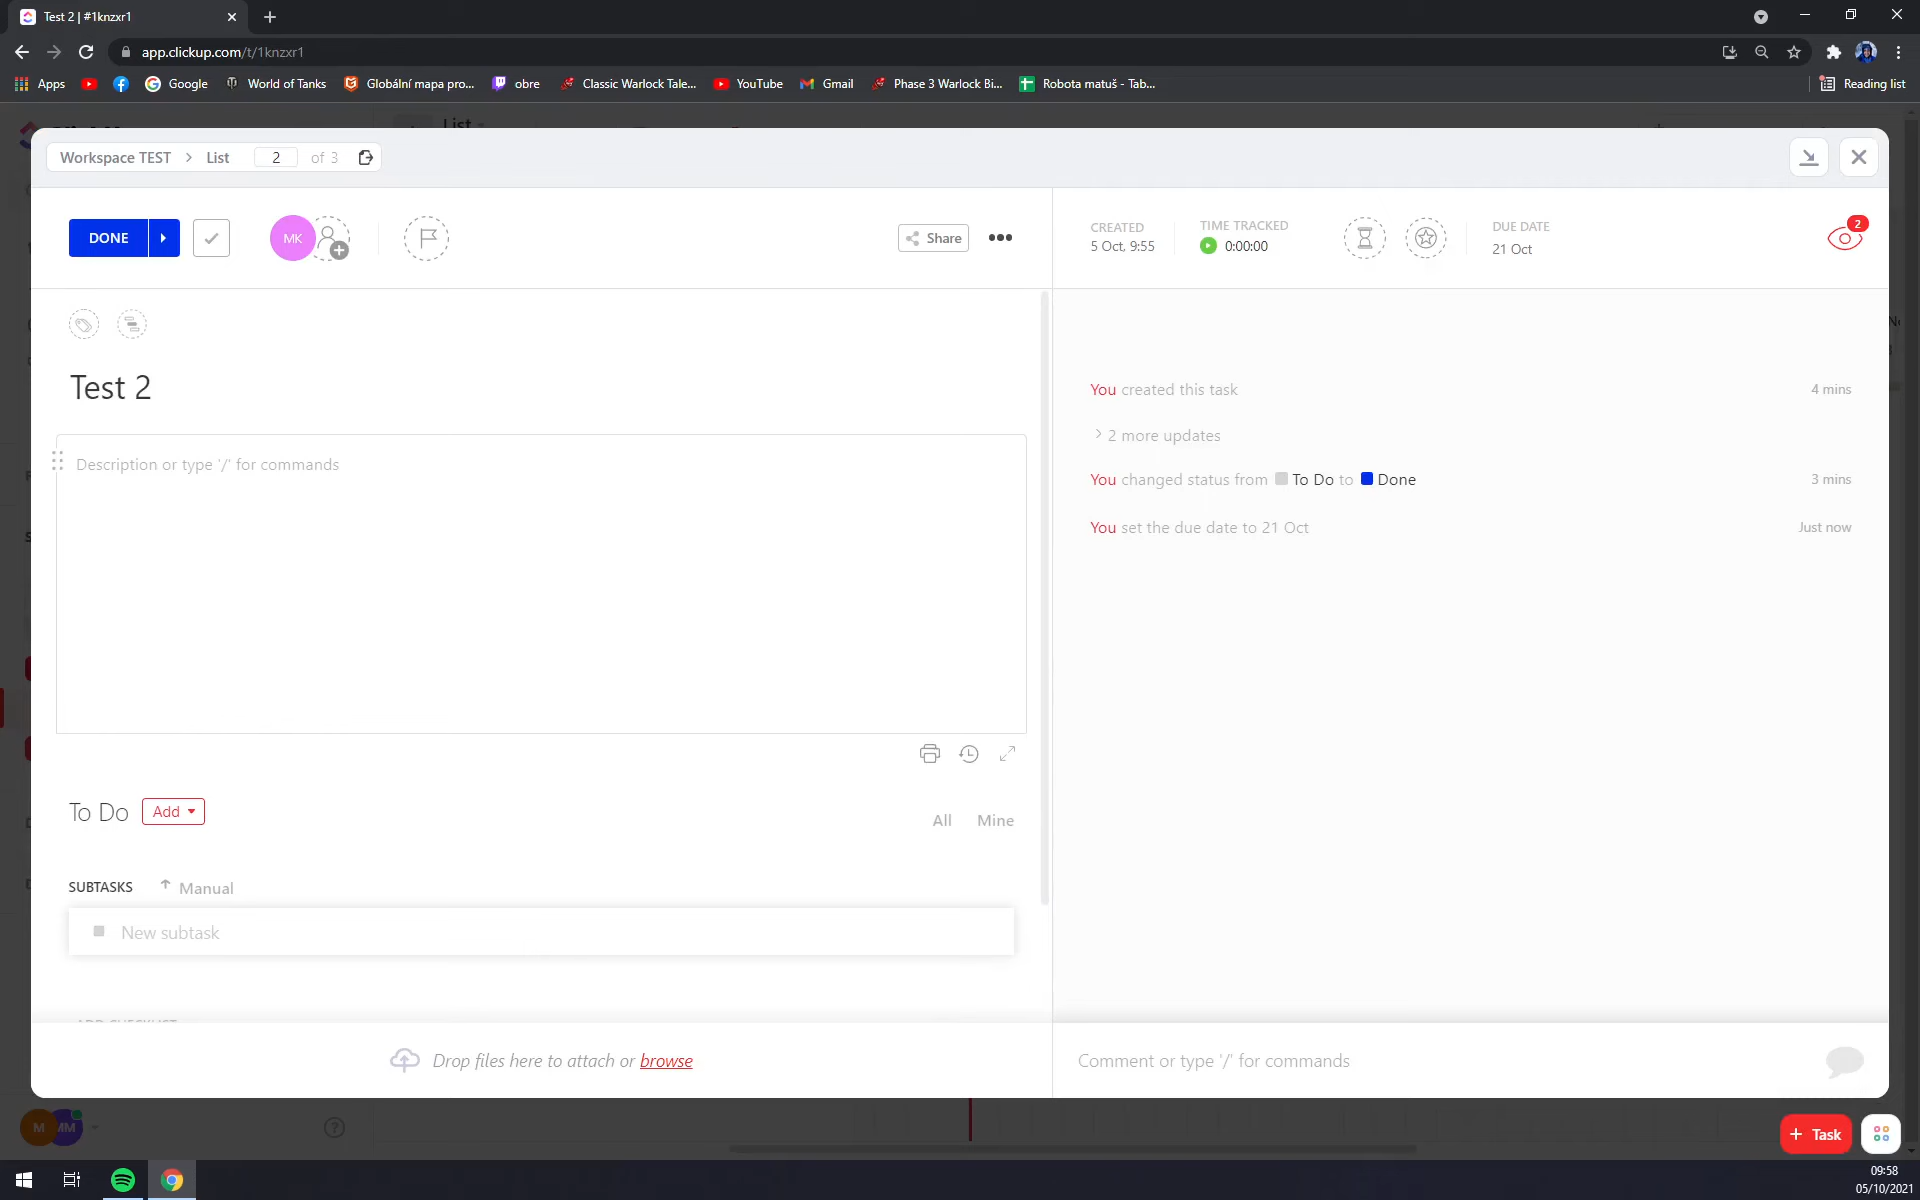 Test 2 | #1knzxr1
app.clickup.com/t/1knzxr1
Apps Google World of Tanks Globální mapa pro... obre Classic Warlock Tale... YouTube Gmail Phase 3 Warlock Bi... Robota matuš - Tab... Reading list
List
Workspace TEST > List 2 of 3
DONE MK Share
CREATED
5 Oct, 9:55
TIME TRACKED
0:00:00
DUE DATE
21 Oct
2
Test 2
Description or type '/' for commands
To Do Add
All Mine
SUBTASKS Manual
New subtask
ADD CHECKLIST
Drop files here to attach or browse
You created this task 4 mins
2 more updates
You changed status from To Do to Done 3 mins
You set the due date to 21 Oct Just now
Comment or type '/' for commands
M MM
+ Task
09:58
05/10/2021